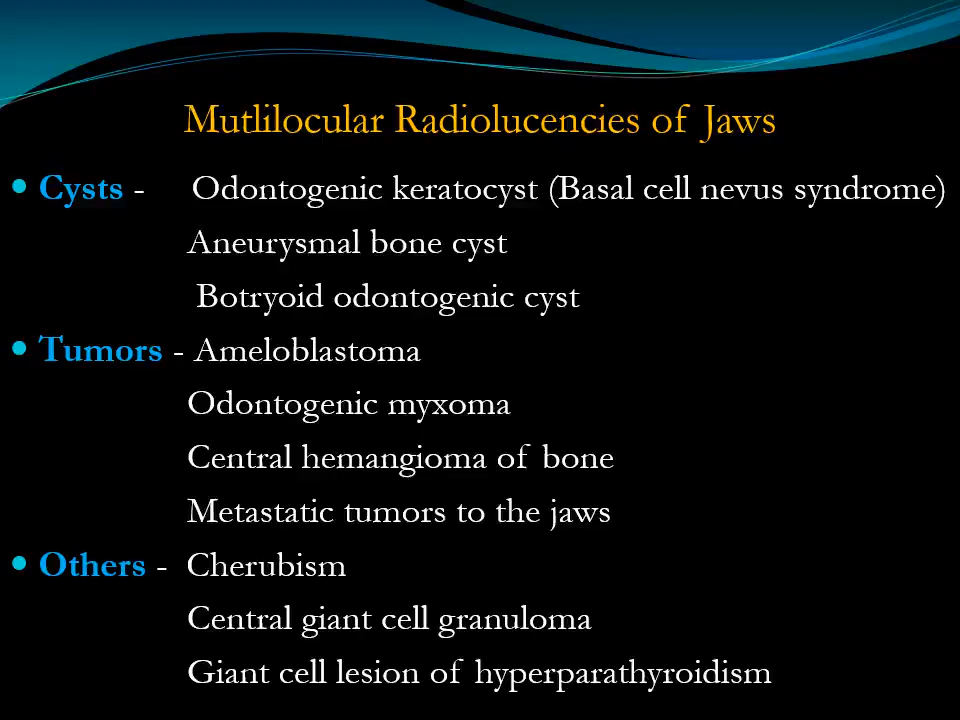 Mutlilocular Radiolucencies of Jaws
• Cysts - Odontogenic keratocyst (Basal cell nevus syndrome)
Aneurysmal bone cyst
Botryoid odontogenic cyst
• Tumors - Ameloblastoma
Odontogenic myxoma
Central hemangioma of bone
Metastatic tumors to the jaws
• Others - Cherubism
Central giant cell granuloma
Giant cell lesion of hyperparathyroidism